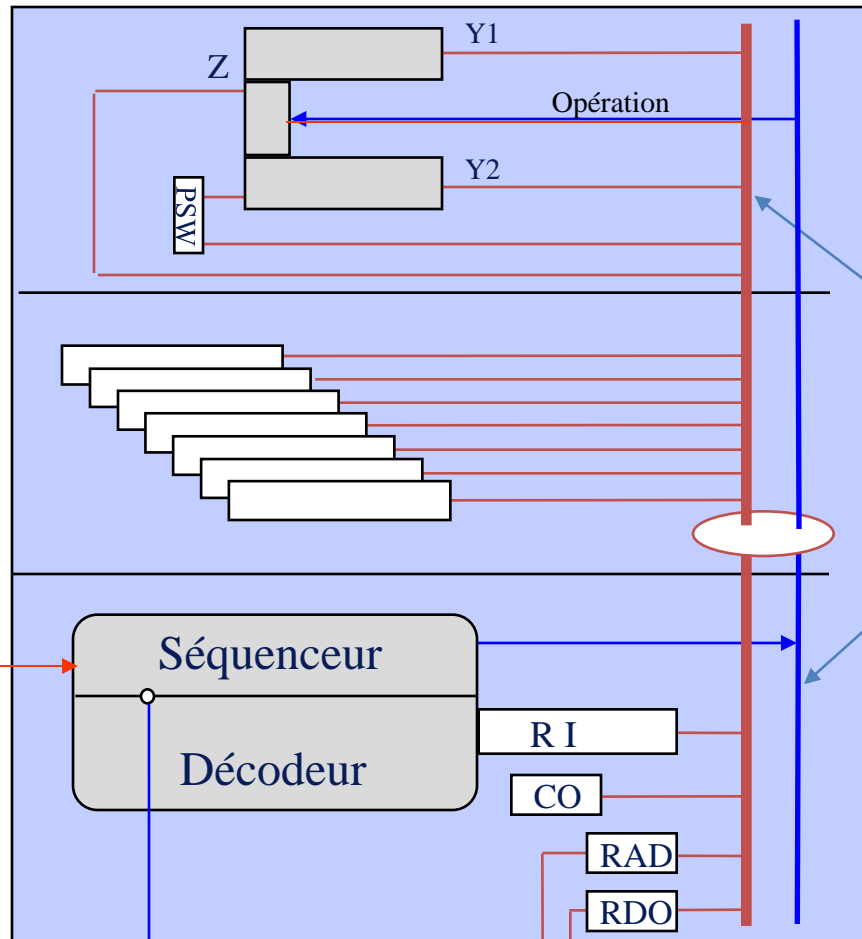 Y1
Z
Opération
Y2
PSW
Séquenceur
R I
Décodeur
CO
RAD
RDO